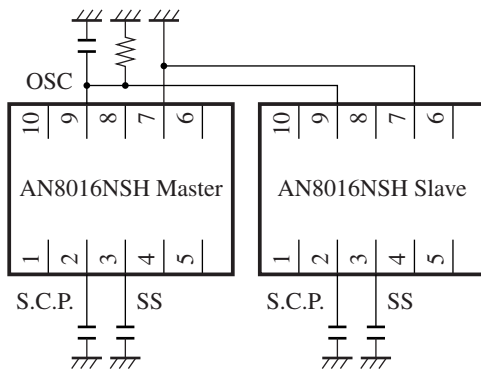 OSC
10 9 8 7 6 10 9 8 7 6
AN8016NSH Master AN8016NSH Slave
1 2 3 4 5 1 2 3 4 5
S.C.P. SS S.C.P. SS